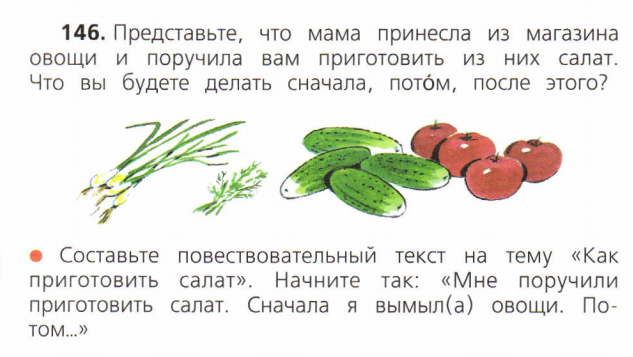 146. Представьте, что мама принесла из магазина
овощи и поручила вам приготовить из них салат.
Что вы будете делать сначала, пото́м, после этого?
● Составьте повествовательный текст на тему «Как
приготовить салат». Начните так: «Мне поручили
приготовить салат. Сначала я вымыл(а) овощи. По-
том...»